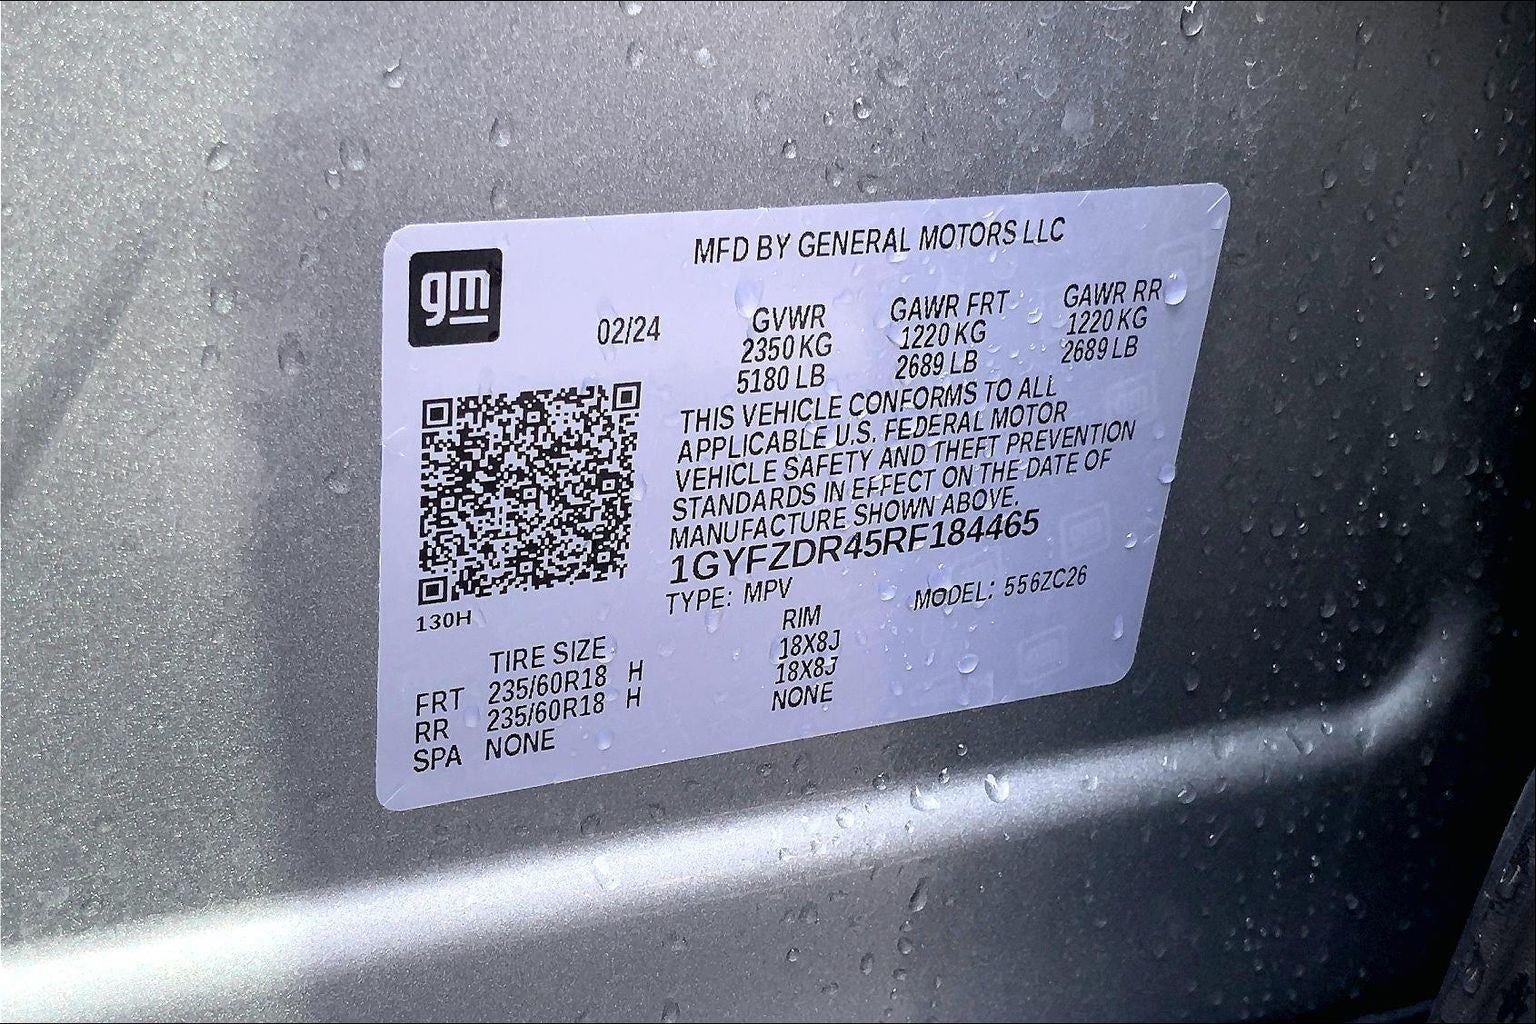 gm
MFD BY GENERAL MOTORS LLC
02/24
GVWR GAWR FRT GAWR RR
2350 KG 1220 KG 1220 KG
5180 LB 2689 LB 2689 LB
THIS VEHICLE CONFORMS TO ALL
APPLICABLE U.S. FEDERAL MOTOR
VEHICLE SAFETY AND THEFT PREVENTION
STANDARDS IN EFFECT ON THE DATE OF
MANUFACTURE SHOWN ABOVE.
1GYFZDR45RF184465
TYPE: MPV MODEL: 556ZC26
130H
TIRE SIZE RIM
FRT 235/60R18 H 18X8J
RR 235/60R18 H 18X8J
SPA NONE NONE